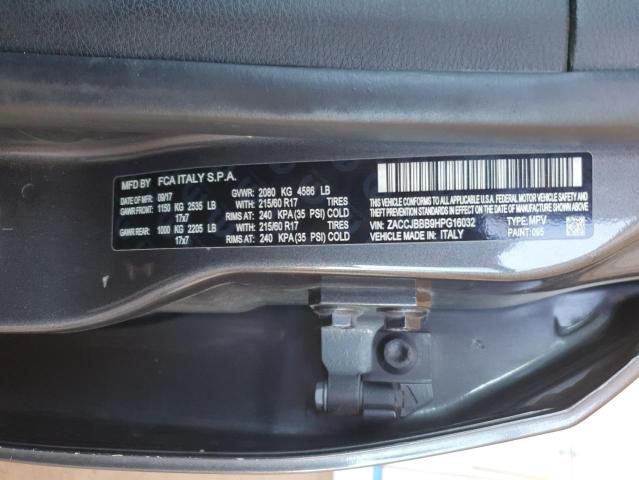 MFD BY FCA ITALY S.P.A.
DATE OF MFR: 09/17 GVWR: 2080 KG 4586 LB
GAWR FRONT: 1150 KG 2535 LB WITH: 215/60 R17 TIRES
17x7 RIMS AT: 240 KPA(35 PSI) COLD
GAWR REAR: 1000 KG 2205 LB WITH: 215/60 R17 TIRES
17x7 RIMS AT: 240 KPA(35 PSI) COLD
THIS VEHICLE CONFORMS TO ALL APPLICABLE U.S.A. FEDERAL MOTOR VEHICLE SAFETY
BUMPER, AND THEFT PREVENTION STANDARDS IN EFFECT ON THE DATE OF MANUFACTURE SHOWN ABOVE.
VIN: ZACCJBBB9HPG16032 TYPE: MPV
VEHICLE MADE IN: ITALY PAINT: 095